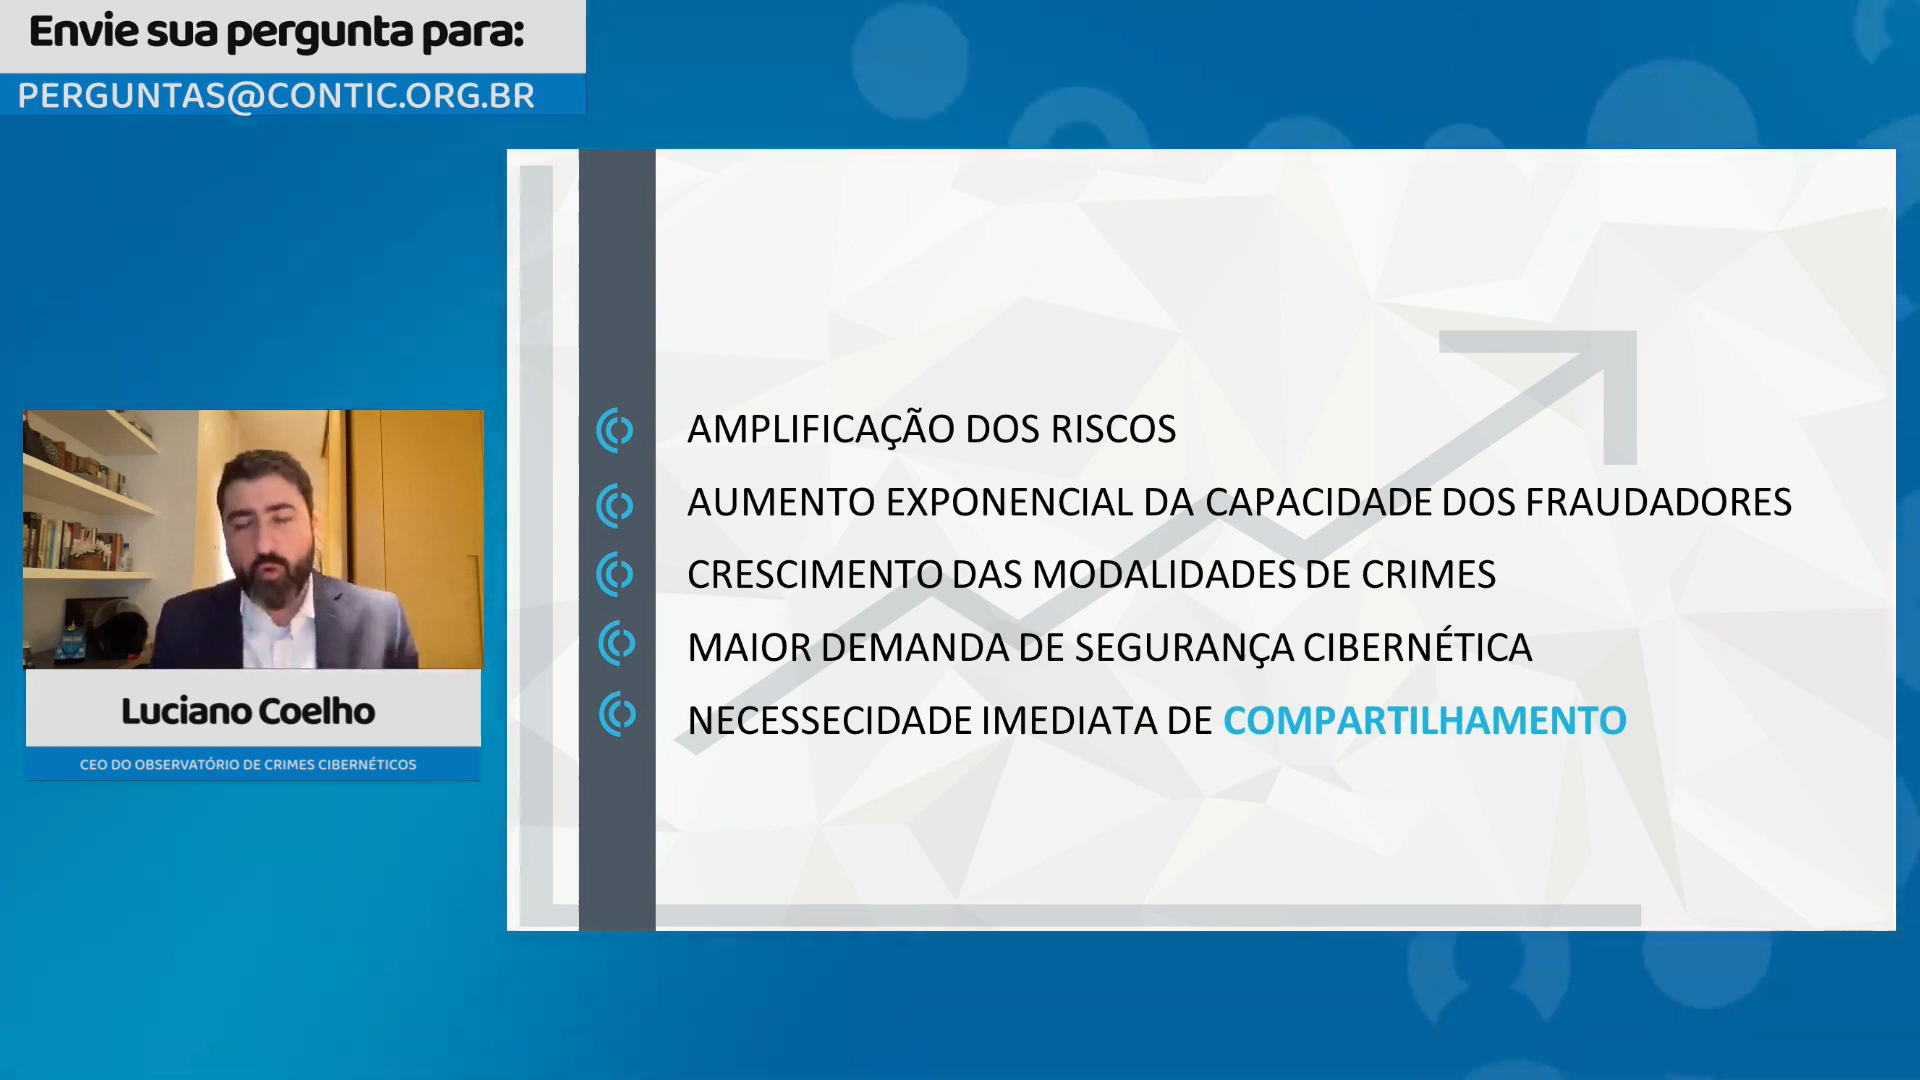 Envie sua pergunta para:
PERGUNTAS@CONTIC.ORG.BR
AMPLIFICAÇÃO DOS RISCOS
AUMENTO EXPONENCIAL DA CAPACIDADE DOS FRAUDADORES
CRESCIMENTO DAS MODALIDADES DE CRIMES
MAIOR DEMANDA DE SEGURANÇA CIBERNÉTICA
NECESSECIDADE IMEDIATA DE COMPARTILHAMENTO
Luciano Coelho
CEO DO OBSERVATÓRIO DE CRIMES CIBERNÉTICOS